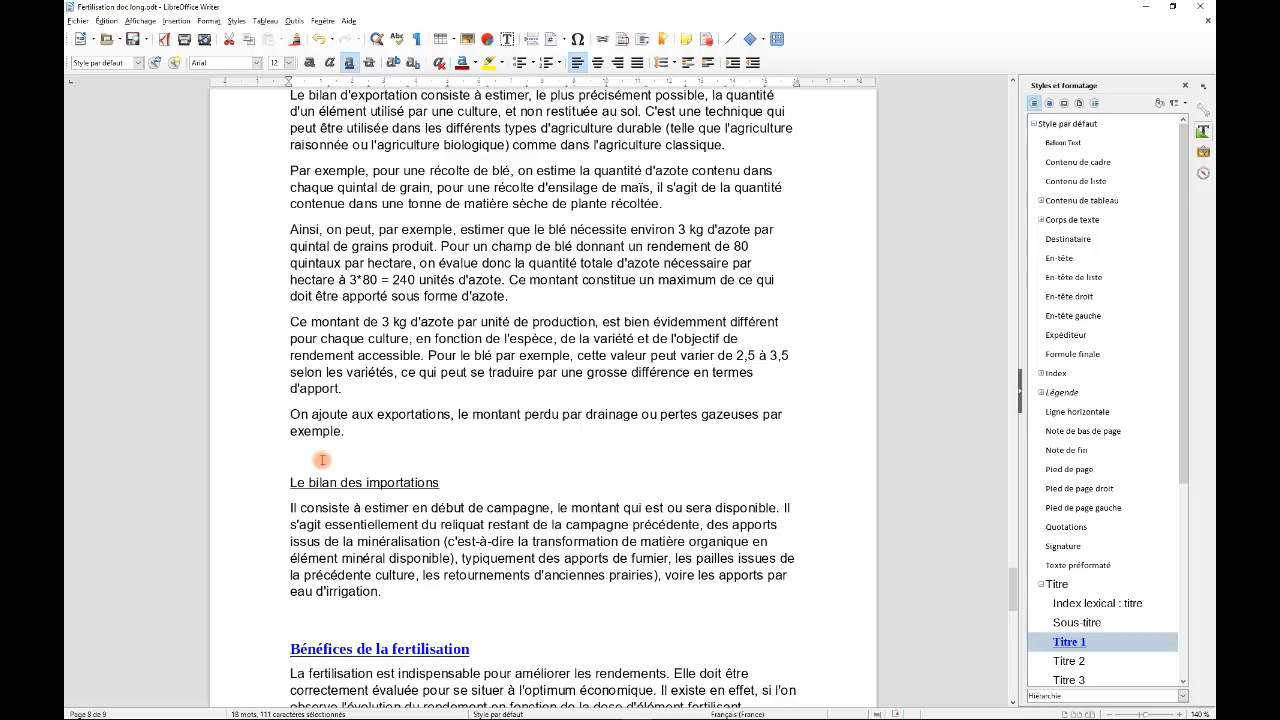 Fertilisation doc long.odt - LibreOffice Writer
Fichier Édition Affichage Insertion Format Styles Tableau Outils Fenêtre Aide
Style par défaut Arial 12
2 1 1 2 3 4 5 6 7 8 9 10 11 12 13 14 15 16 17 18
Le bilan d'exportation consiste à estimer, le plus précisément possible, la quantité
d'un élément utilisé par une culture, et non restituée au sol. C'est une technique qui
peut être utilisée dans les différents types d'agriculture durable (telle que l'agriculture
raisonnée ou l'agriculture biologique) comme dans l'agriculture classique.
Par exemple, pour une récolte de blé, on estime la quantité d'azote contenu dans
chaque quintal de grain, pour une récolte d'ensilage de maïs, il s'agit de la quantité
contenue dans une tonne de matière sèche de plante récoltée.
Ainsi, on peut, par exemple, estimer que le blé nécessite environ 3 kg d'azote par
quintal de grains produit. Pour un champ de blé donnant un rendement de 80
quintaux par hectare, on évalue donc la quantité totale d'azote nécessaire par
hectare à 3*80 = 240 unités d'azote. Ce montant constitue un maximum de ce qui
doit être apporté sous forme d'azote.
Ce montant de 3 kg d'azote par unité de production, est bien évidemment différent
pour chaque culture, en fonction de l'espèce, de la variété et de l'objectif de
rendement accessible. Pour le blé par exemple, cette valeur peut varier de 2,5 à 3,5
selon les variétés, ce qui peut se traduire par une grosse différence en termes
d'apport.
On ajoute aux exportations, le montant perdu par drainage ou pertes gazeuses par
exemple.
Le bilan des importations
Il consiste à estimer en début de campagne, le montant qui est ou sera disponible. Il
s'agit essentiellement du reliquat restant de la campagne précédente, des apports
issus de la minéralisation (c'est-à-dire la transformation de matière organique en
élément minéral disponible), typiquement des apports de fumier, les pailles issues de
la précédente culture, les retournements d'anciennes prairies), voire les apports par
eau d'irrigation.
Bénéfices de la fertilisation
La fertilisation est indispensable pour améliorer les rendements. Elle doit être
correctement évaluée pour se situer à l'optimum économique. Il existe en effet, si l'on
observe l'évolution du rendement en fonction de la dose d'élément fertilisant
Styles et formatage
Style par défaut
Balloon Text
Contenu de cadre
Contenu de liste
Contenu de tableau
Corps de texte
Destinataire
En-tête
En-tête de liste
En-tête droit
En-tête gauche
Expéditeur
Formule finale
Index
Légende
Ligne horizontale
Note de bas de page
Note de fin
Pied de page
Pied de page droit
Pied de page gauche
Quotations
Signature
Texte préformaté
Titre
Index lexical : titre
Sous-titre
Titre 1
Titre 2
Titre 3
Hiérarchie
Page 8 de 9 18 mots, 111 caractères sélectionnés Style par défaut Français (France) 140 %